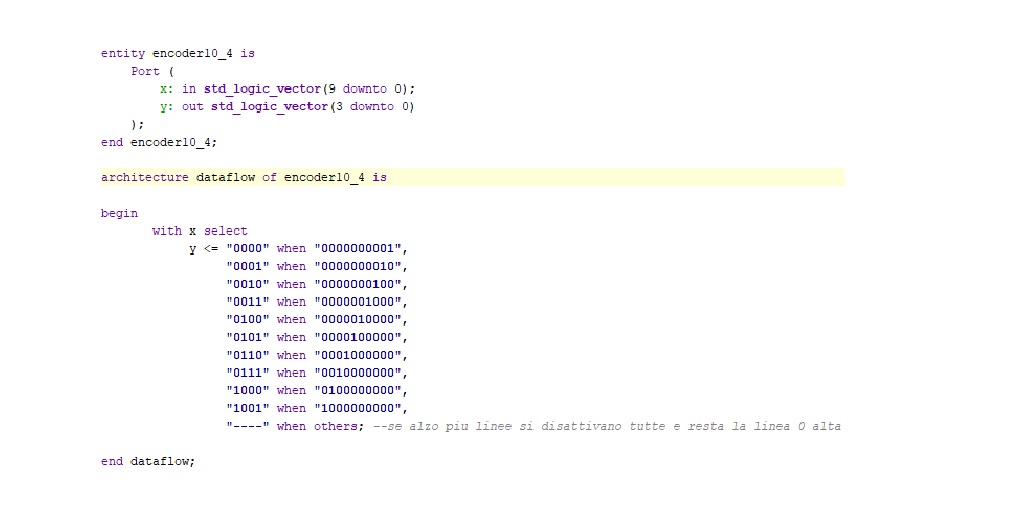 entity encoder10_4 is
Port (
x: in std_logic_vector(9 downto 0);
y: out std_logic_vector(3 downto 0)
);
end encoder10_4;
architecture dataflow of encoder10_4 is
begin
with x select
y <= "0000" when "0000000001",
"0001" when "0000000010",
"0010" when "0000000100",
"0011" when "0000001000",
"0100" when "0000010000",
"0101" when "0000100000",
"0110" when "0001000000",
"0111" when "0010000000",
"1000" when "0100000000",
"1001" when "1000000000",
"----" when others; --se alzo piu linee si disattivano tutte e resta la linea 0 alta
end dataflow;